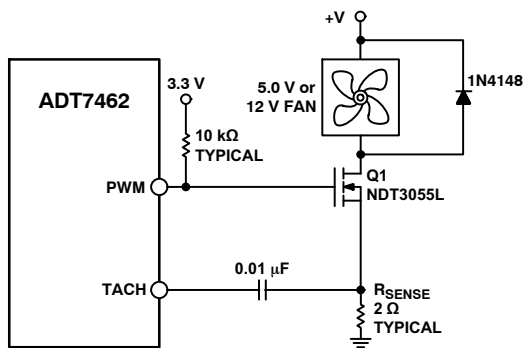 +V
ADT7462
3.3 V
5.0 V or
12 V FAN
1N4148
10 kΩ
TYPICAL
Q1
NDT3055L
PWM
0.01 μF
TACH
RSENSE
2 Ω
TYPICAL